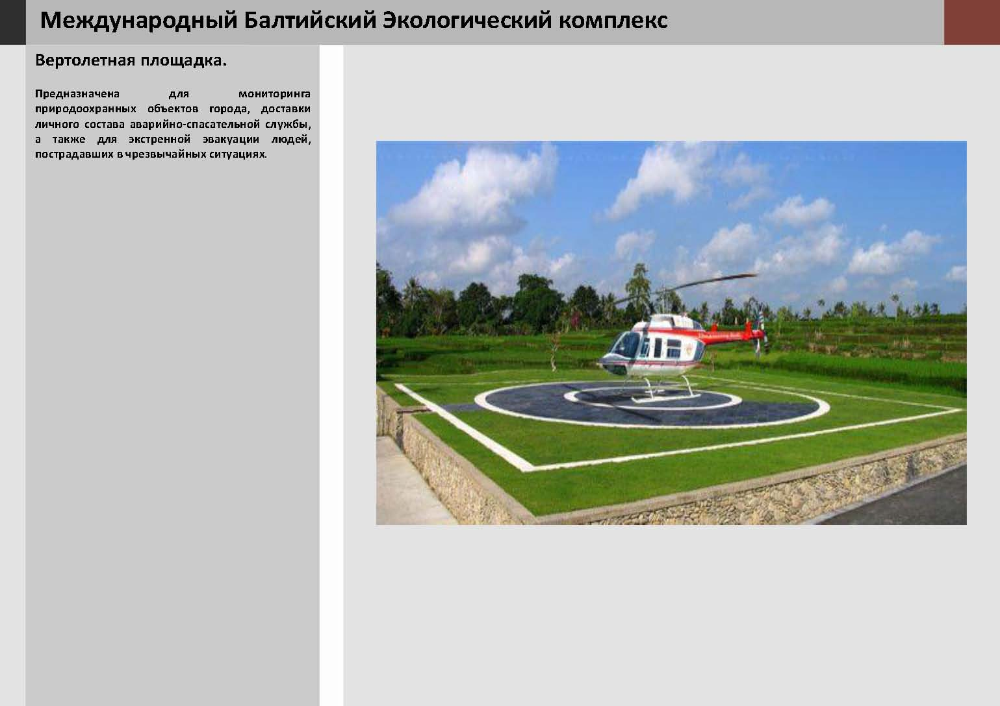 Международный Балтийский Экологический комплекс
Вертолетная площадка.
Предназначена для мониторинга
природоохранных объектов города, доставки
личного состава аварийно-спасательной службы,
а также для экстренной эвакуации людей,
пострадавших в чрезвычайных ситуациях.